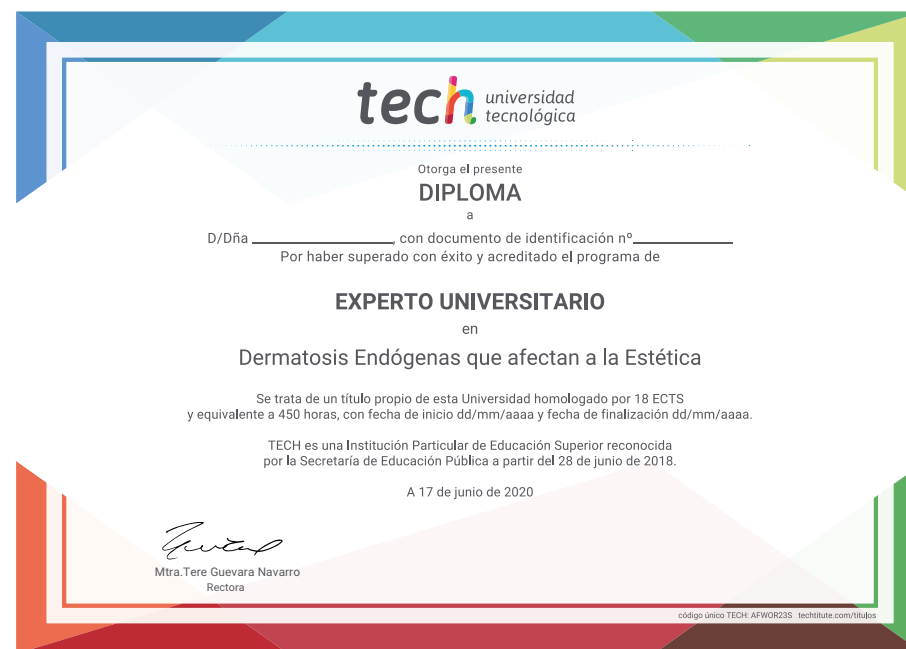 tech universidad
tecnológica
Otorga el presente
DIPLOMA
a
D/Dña ____________________, con documento de identificación nº______________
Por haber superado con éxito y acreditado el programa de
EXPERTO UNIVERSITARIO
en
Dermatosis Endógenas que afectan a la Estética
Se trata de un título propio de esta Universidad homologado por 18 ECTS
y equivalente a 450 horas, con fecha de inicio dd/mm/aaaa y fecha de finalización dd/mm/aaaa.
TECH es una Institución Particular de Educación Superior reconocida
por la Secretaría de Educación Pública a partir del 28 de junio de 2018.
A 17 de junio de 2020
Mtra.Tere Guevara Navarro
Rectora
código único TECH: AFWOR23S techtitute.com/titulos